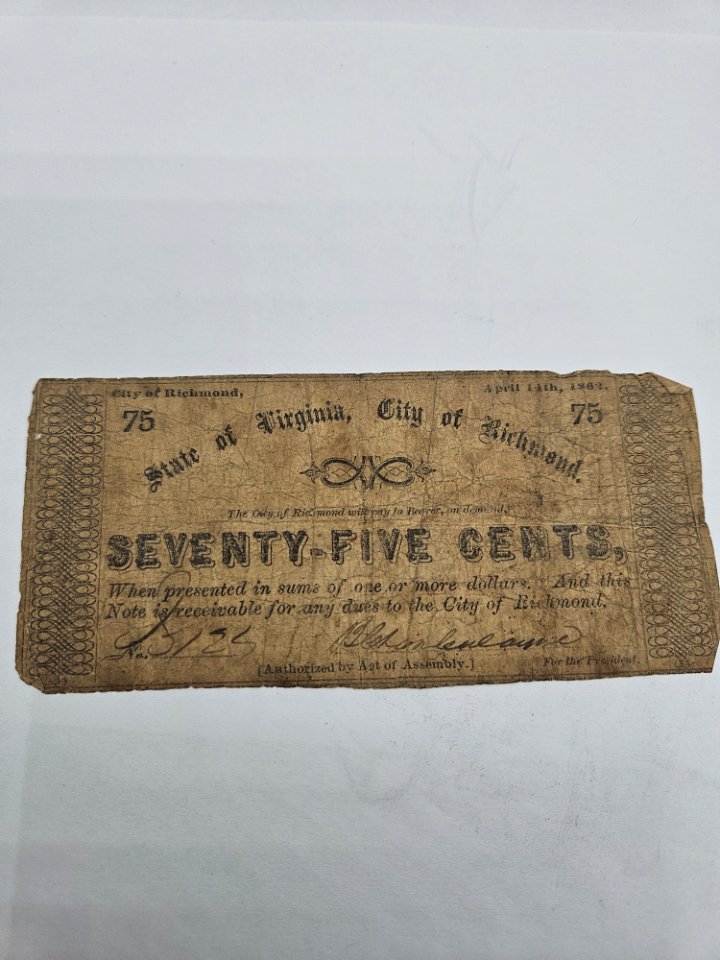 City of Richmond, April 14th, 1862.
75 75
State of Virginia, City of Richmond.
The City of Richmond will pay to Bearer, on demand,
SEVENTY-FIVE CENTS,
When presented in sums of one or more dollars. And this
Note is receivable for any dues to the City of Richmond.
No.
[Authorized by Act of Assembly.] For the President.